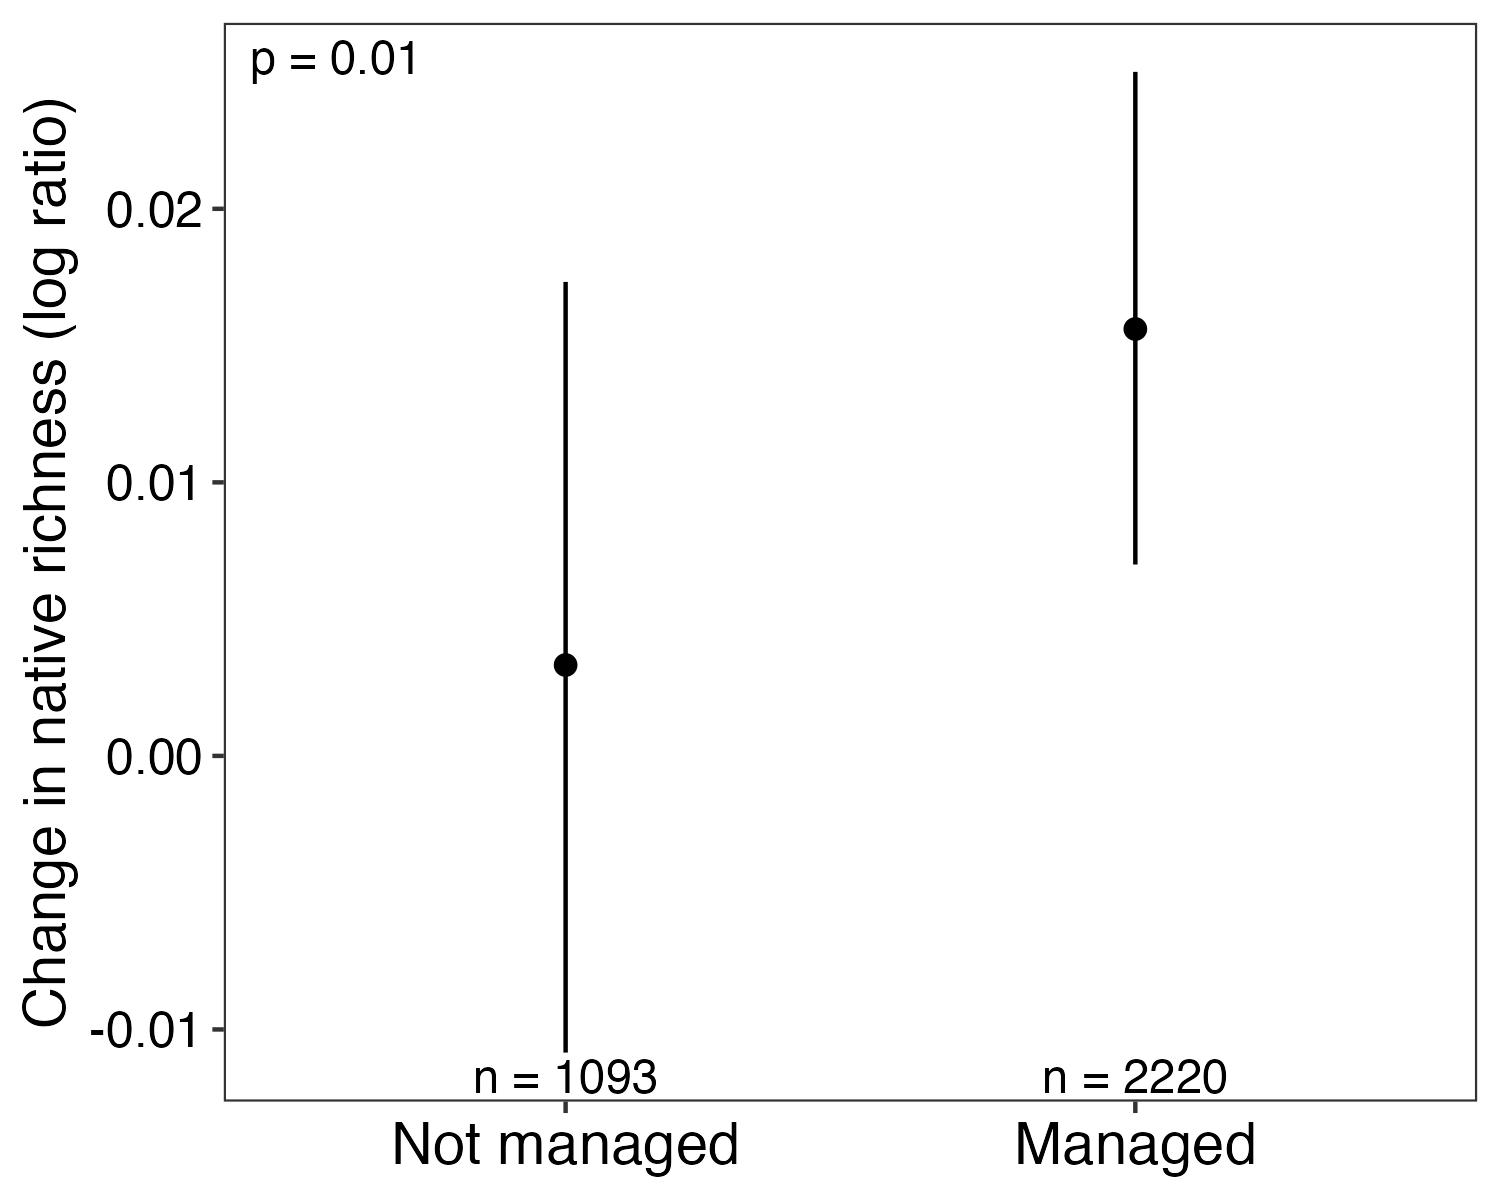 p = 0.01
Change in native richness (log ratio)
0.02
0.01
0.00
-0.01
n = 1093
n = 2220
Not managed
Managed